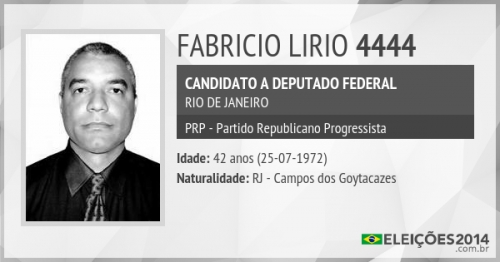 FABRICIO LIRIO 4444
CANDIDATO A DEPUTADO FEDERAL
RIO DE JANEIRO
PRP - Partido Republicano Progressista
Idade: 42 anos (25-07-1972)
Naturalidade: RJ - Campos dos Goytacazes
ELEIÇÕES2014
.com.br